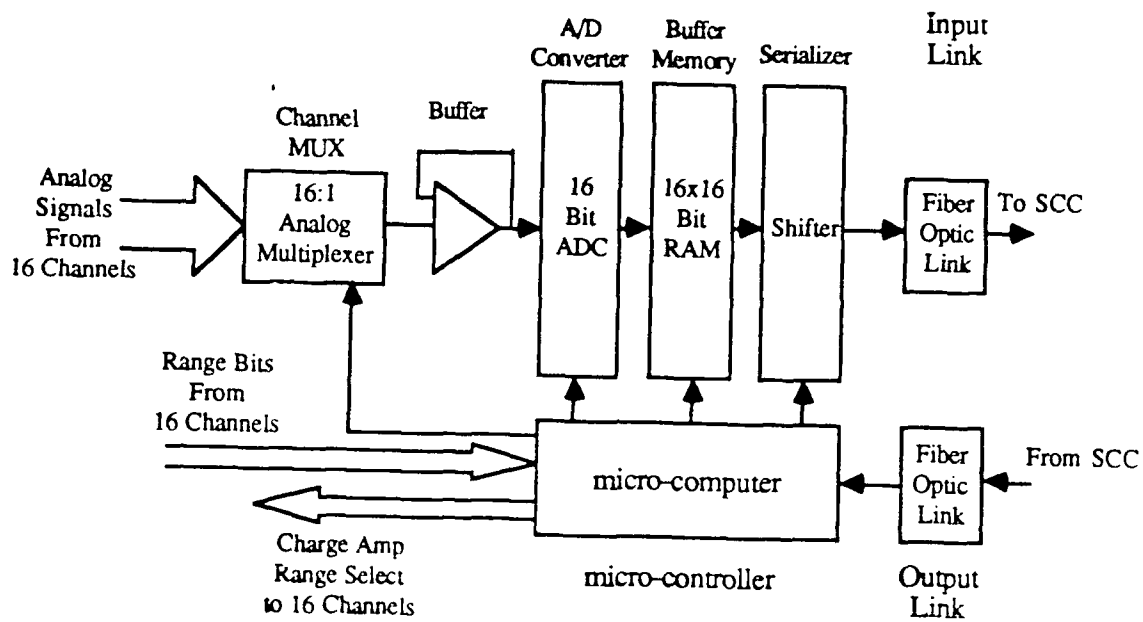 A/D
Converter
Buffer
Memory
Serializer
Input
Link
Channel
MUX
Buffer
Analog
Signals
From
16 Channels
16:1
Analog
Multiplexer
16
Bit
ADC
16x16
Bit
RAM
Shifter
Fiber
Optic
Link
To SCC
Range Bits
From
16 Channels
micro-computer
Fiber
Optic
Link
From SCC
Charge Amp
Range Select
to 16 Channels
micro-controller
Output
Link